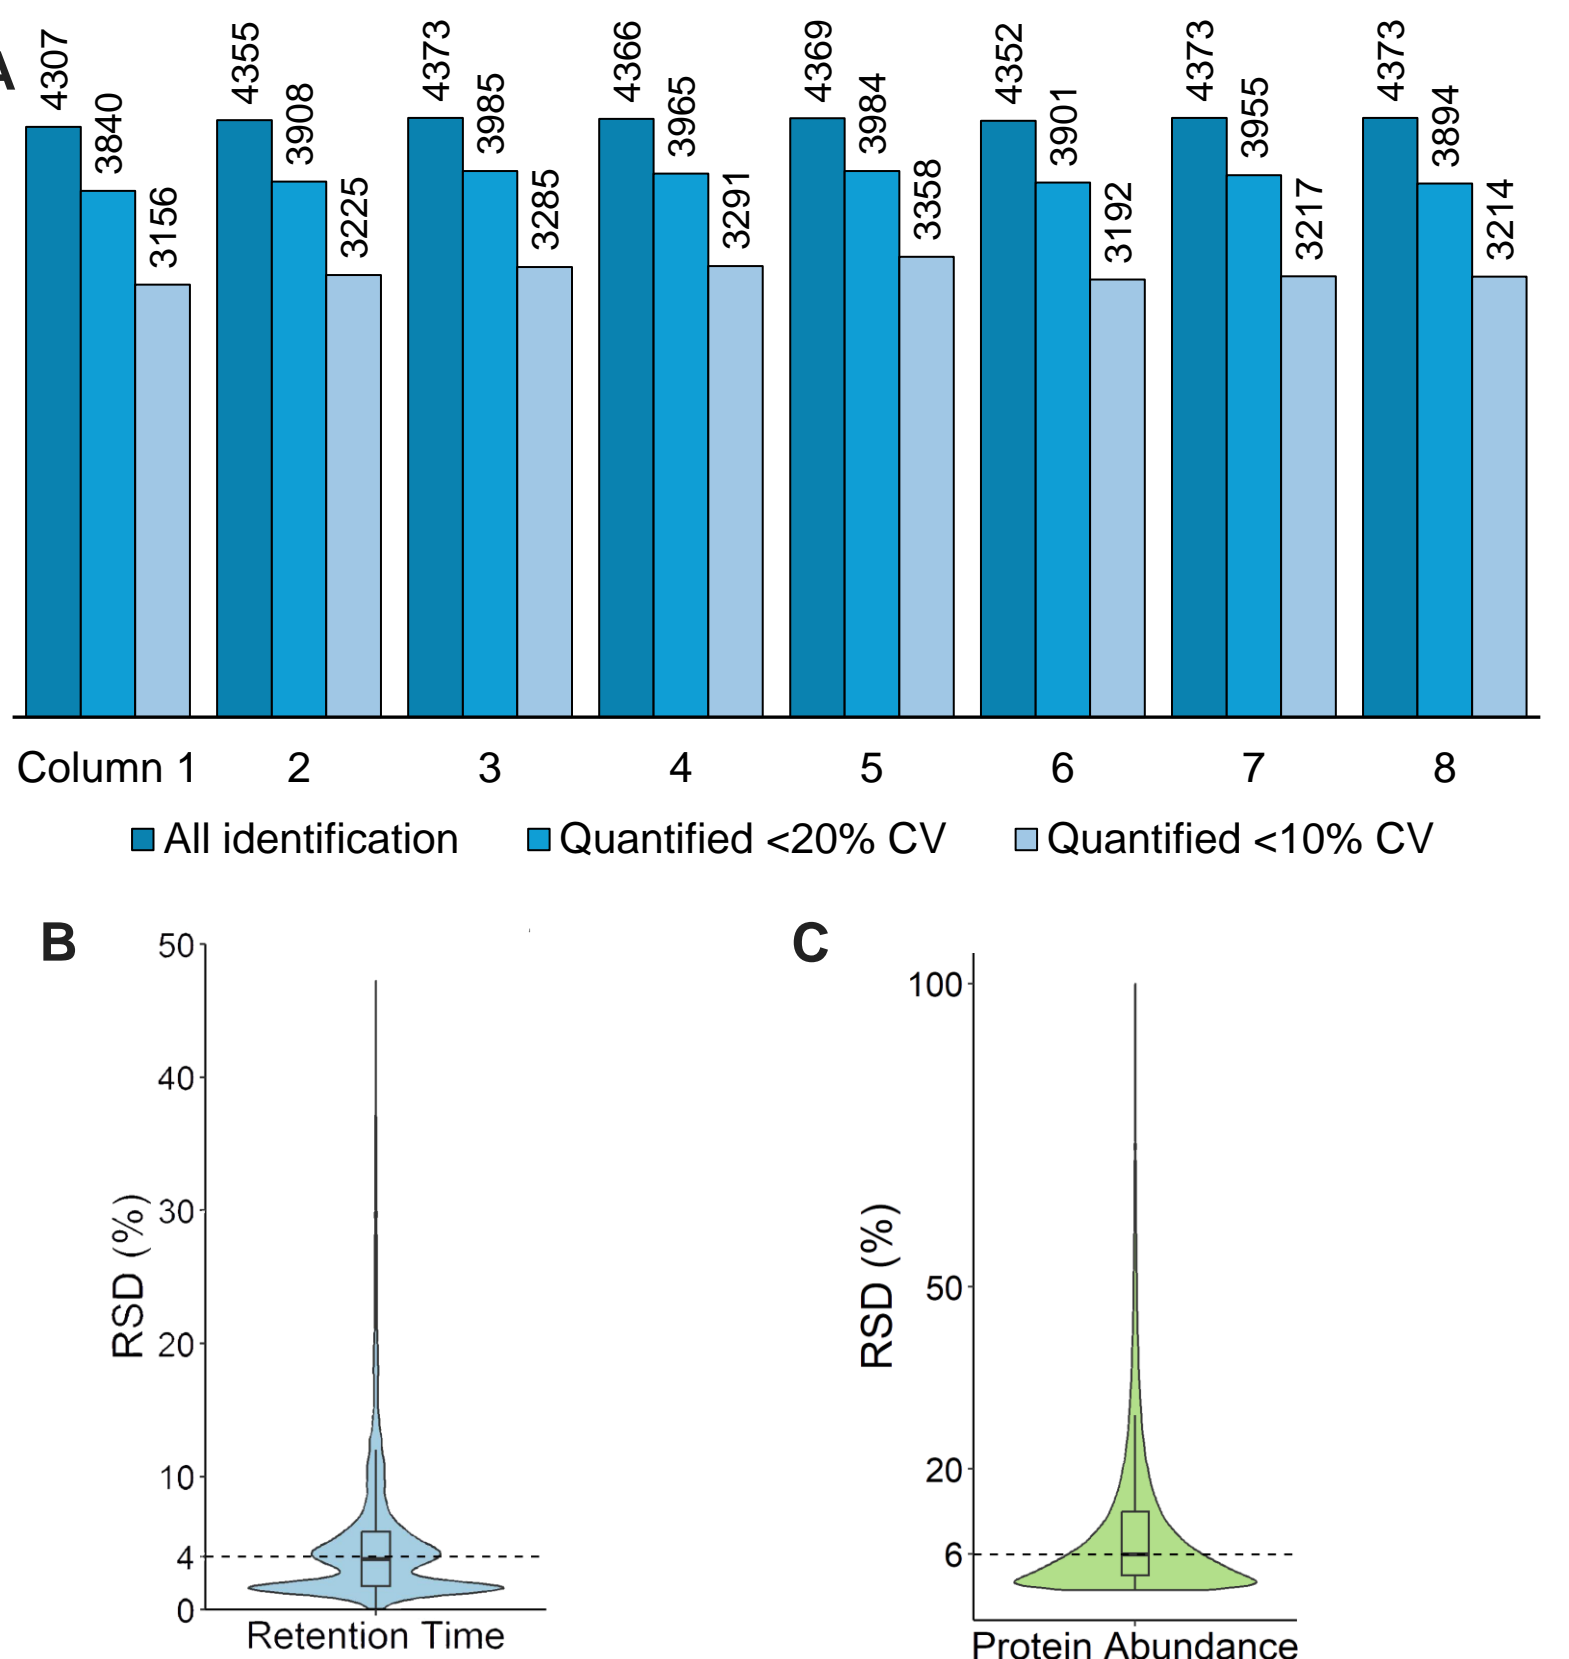 A
4307 3840 3156 4355 3908 3225 4373 3985 3285 4366 3965 3291 4369 3984 3358 4352 3901 3192 4373 3955 3217 4373 3894 3214
Column 1 2 3 4 5 6 7 8
All identification Quantified <20% CV Quantified <10% CV
B
50
40
30
20
10
4
0
RSD (%)
Retention Time
C
100
50
20
6
RSD (%)
Protein Abundance